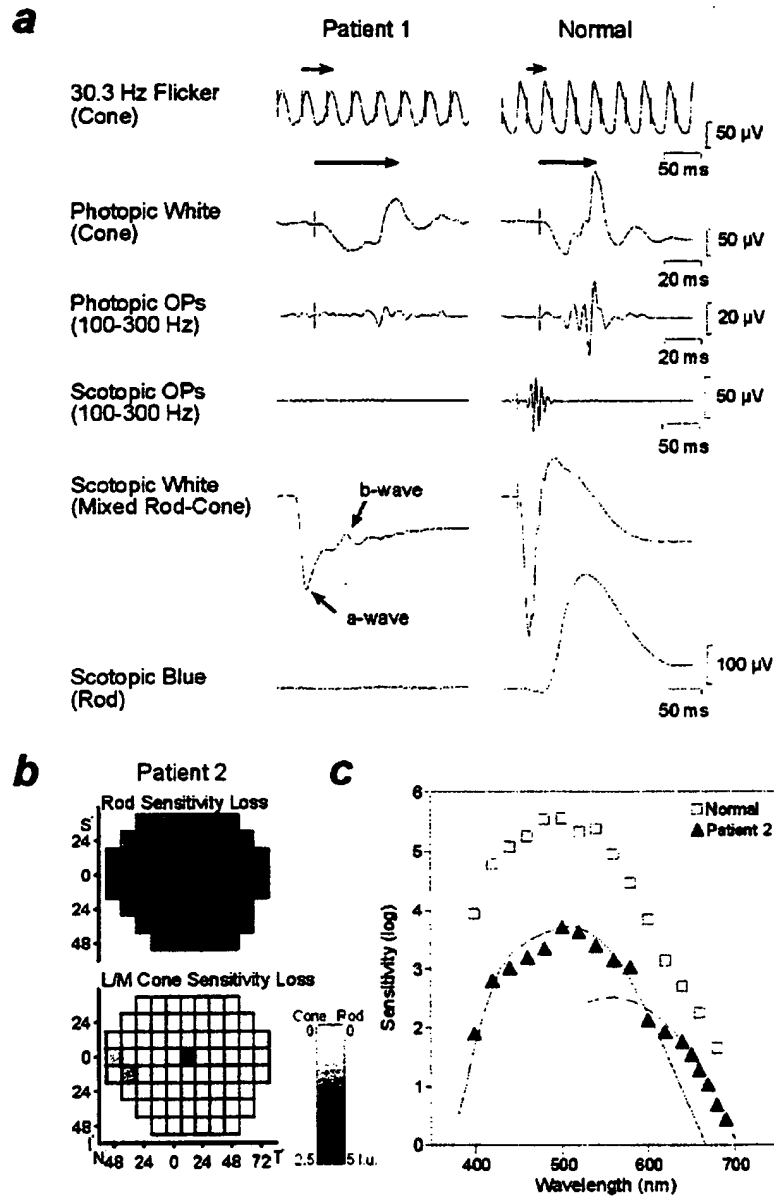 a
Patient 1 Normal
30.3 Hz Flicker
(Cone)
50 µV
50 ms
Photopic White
(Cone)
50 µV
20 ms
Photopic OPs
(100-300 Hz)
20 µV
20 ms
Scotopic OPs
(100-300 Hz)
50 µV
50 ms
Scotopic White
(Mixed Rod-Cone)
b-wave
a-wave
100 µV
Scotopic Blue
(Rod)
50 ms
b
Patient 2
Rod Sensitivity Loss
S
24
0
24
48
L/M Cone Sensitivity Loss
24
0
24
48
I
N 48 24 0 24 48 72 T
Cone Rod
0 0
2.5 5 l.u.
c
6
5
4
3
2
1
0
Sensitivity (log)
Normal
Patient 2
400 500 600 700
Wavelength (nm)